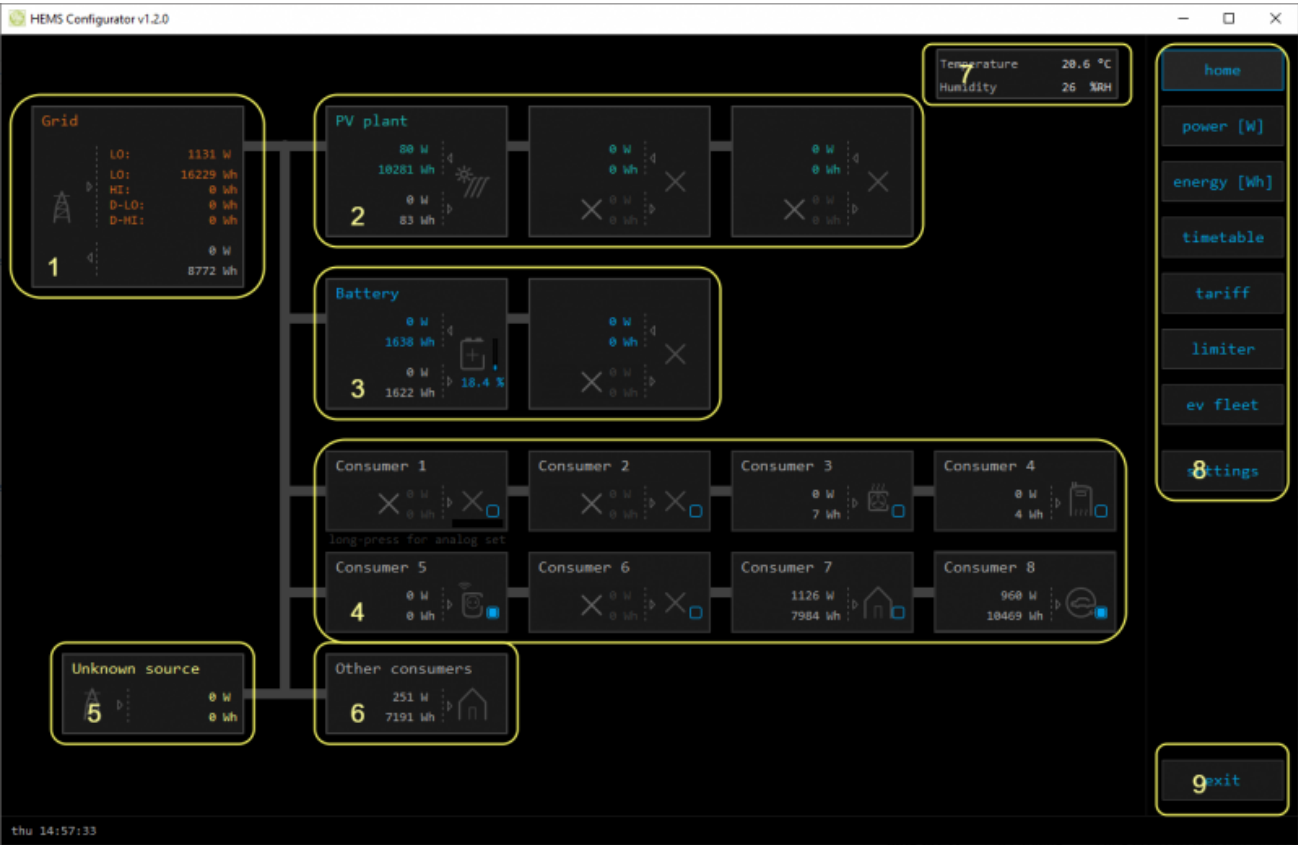 HEMS Configurator v1.2.0
Temperature 20.6 °C
Humidity 26 %RH
7
Grid
LO: 1131 W
LO: 16229 Wh
HI: 0 Wh
D-LO: 0 Wh
D-HI: 0 Wh
0 W
8772 Wh
1
PV plant
80 W
10281 Wh
0 W
83 Wh
2
0 W
0 Wh
0 W
0 Wh
0 W
0 Wh
0 W
0 Wh
Battery
0 W
1638 Wh
0 W
1622 Wh
18.4 %
3
0 W
0 Wh
0 W
0 Wh
Consumer 1
0 W
0 Wh
long-press for analog set
Consumer 2
0 W
0 Wh
Consumer 3
0 W
7 Wh
Consumer 4
0 W
4 Wh
Consumer 5
0 W
0 Wh
4
Consumer 6
0 W
0 Wh
Consumer 7
1126 W
7984 Wh
Consumer 8
960 W
10469 Wh
Unknown source
0 W
0 Wh
5
Other consumers
251 W
7191 Wh
6
home
power [W]
energy [Wh]
timetable
tariff
limiter
ev fleet
settings
8
exit
9
thu 14:57:33